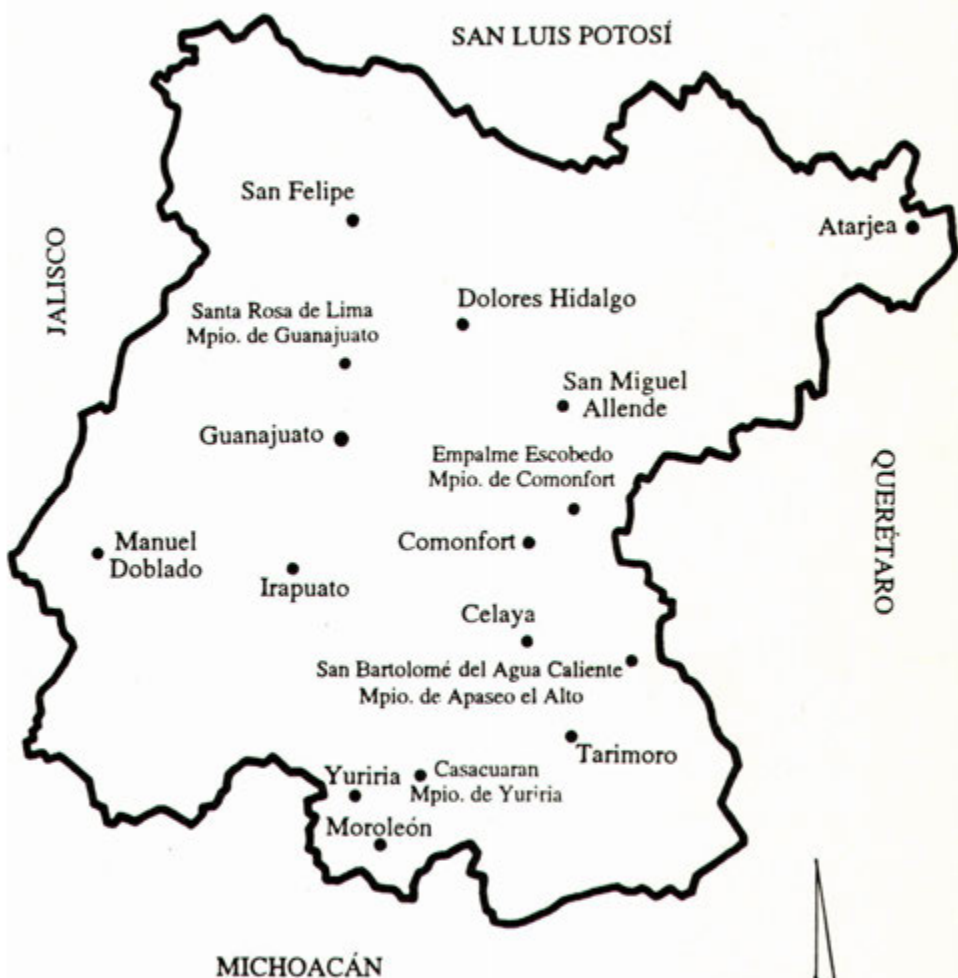 SAN LUIS POTOSÍ
San Felipe
Atarjea
JALISCO
Dolores Hidalgo
Santa Rosa de Lima
Mpio. de Guanajuato
San Miguel
Allende
Guanajuato
Empalme Escobedo
Mpio. de Comonfort
QUERÉTARO
Manuel
Doblado
Comonfort
Irapuato
Celaya
San Bartolomé del Agua Caliente
Mpio. de Apaseo el Alto
Tarimoro
Yuriria
Casacuaran
Mpio. de Yuriria
Moroleón
MICHOACÁN